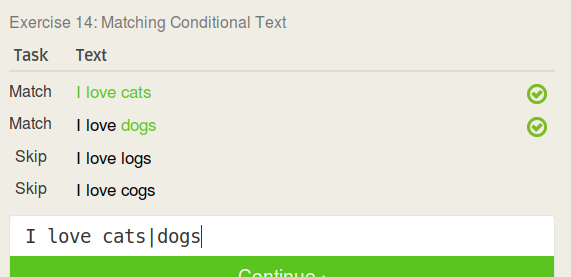 Exercise 14: Matching Conditional Text
Task Text
Match I love cats
Match I love dogs
Skip I love logs
Skip I love cogs
I love cats|dogs
Continue ›